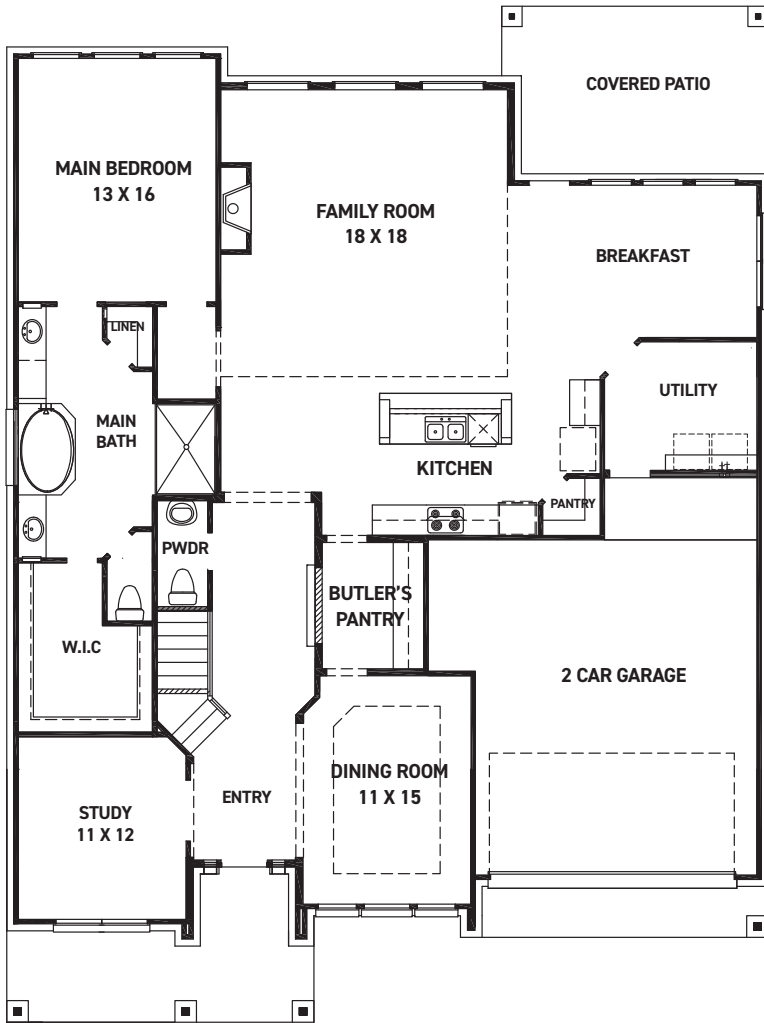 COVERED PATIO
MAIN BEDROOM
13 X 16
FAMILY ROOM
18 X 18
BREAKFAST
LINEN
UTILITY
MAIN
BATH
KITCHEN
PANTRY
PWDR
BUTLER'S
PANTRY
W.I.C
2 CAR GARAGE
DINING ROOM
11 X 15
ENTRY
STUDY
11 X 12